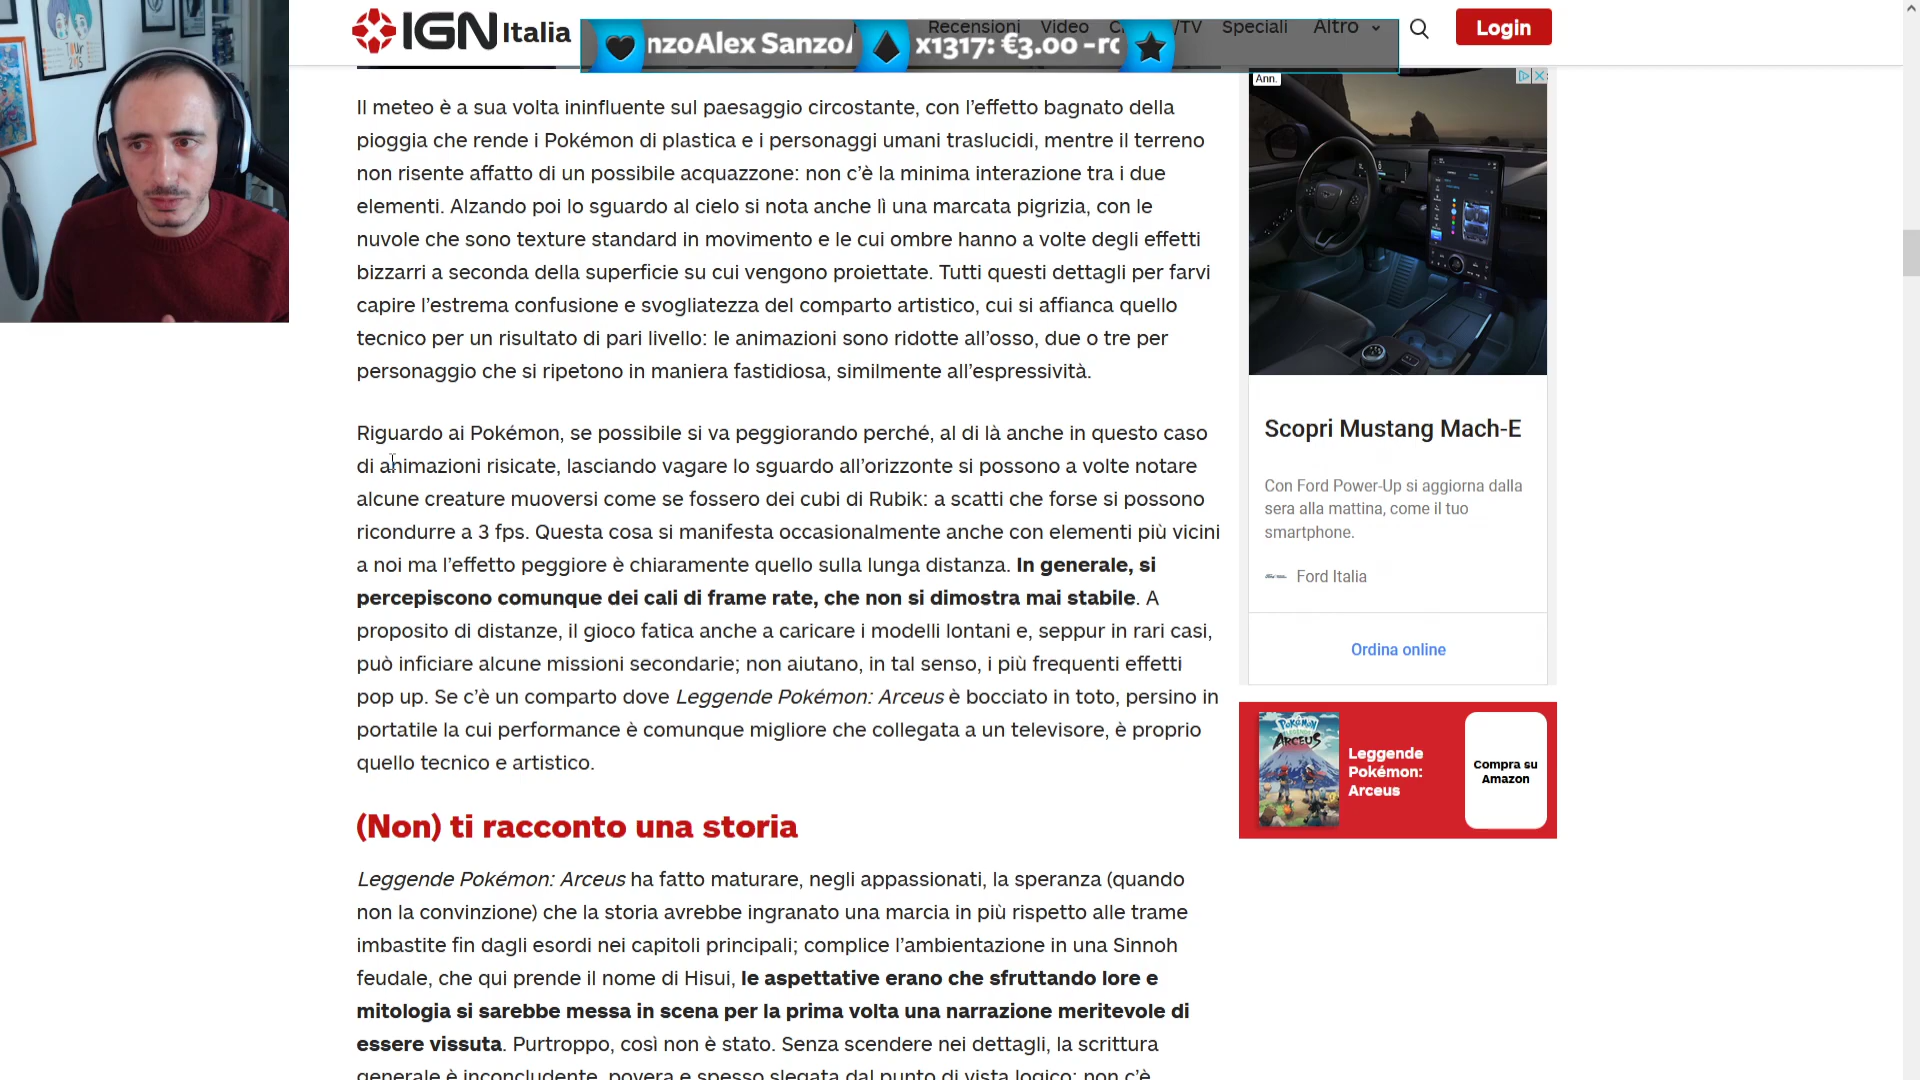 IGN Italia
Recensioni Video /TV Speciali Altro
Login
nzoAlex Sanzo
x1317: €3.00 -
Ann.
Il meteo è a sua volta ininfluente sul paesaggio circostante, con l’effetto bagnato della
pioggia che rende i Pokémon di plastica e i personaggi umani traslucidi, mentre il terreno
non risente affatto di un possibile acquazzone: non c’è la minima interazione tra i due
elementi. Alzando poi lo sguardo al cielo si nota anche lì una marcata pigrizia, con le
nuvole che sono texture standard in movimento e le cui ombre hanno a volte degli effetti
bizzarri a seconda della superficie su cui vengono proiettate. Tutti questi dettagli per farvi
capire l’estrema confusione e svogliatezza del comparto artistico, cui si affianca quello
tecnico per un risultato di pari livello: le animazioni sono ridotte all’osso, due o tre per
personaggio che si ripetono in maniera fastidiosa, similmente all’espressività.
Riguardo ai Pokémon, se possibile si va peggiorando perché, al di là anche in questo caso
di animazioni risicate, lasciando vagare lo sguardo all’orizzonte si possono a volte notare
alcune creature muoversi come se fossero dei cubi di Rubik: a scatti che forse si possono
ricondurre a 3 fps. Questa cosa si manifesta occasionalmente anche con elementi più vicini
a noi ma l’effetto peggiore è chiaramente quello sulla lunga distanza. In generale, si
percepiscono comunque dei cali di frame rate, che non si dimostra mai stabile. A
proposito di distanze, il gioco fatica anche a caricare i modelli lontani e, seppur in rari casi,
può inficiare alcune missioni secondarie; non aiutano, in tal senso, i più frequenti effetti
pop up. Se c’è un comparto dove Leggende Pokémon: Arceus è bocciato in toto, persino in
portatile la cui performance è comunque migliore che collegata a un televisore, è proprio
quello tecnico e artistico.
(Non) ti racconto una storia
Leggende Pokémon: Arceus ha fatto maturare, negli appassionati, la speranza (quando
non la convinzione) che la storia avrebbe ingranato una marcia in più rispetto alle trame
imbastite fin dagli esordi nei capitoli principali; complice l’ambientazione in una Sinnoh
feudale, che qui prende il nome di Hisui, le aspettative erano che sfruttando lore e
mitologia si sarebbe messa in scena per la prima volta una narrazione meritevole di
essere vissuta. Purtroppo, così non è stato. Senza scendere nei dettagli, la scrittura
generale è inconcludente, povera e spesso slegata dal punto di vista logico: non c’è
Scopri Mustang Mach-E
Con Ford Power-Up si aggiorna dalla
sera alla mattina, come il tuo
smartphone.
Ford Italia
Ordina online
POKÉMON
LEGENDS
ARCEUS
Leggende
Pokémon:
Arceus
Compra su
Amazon